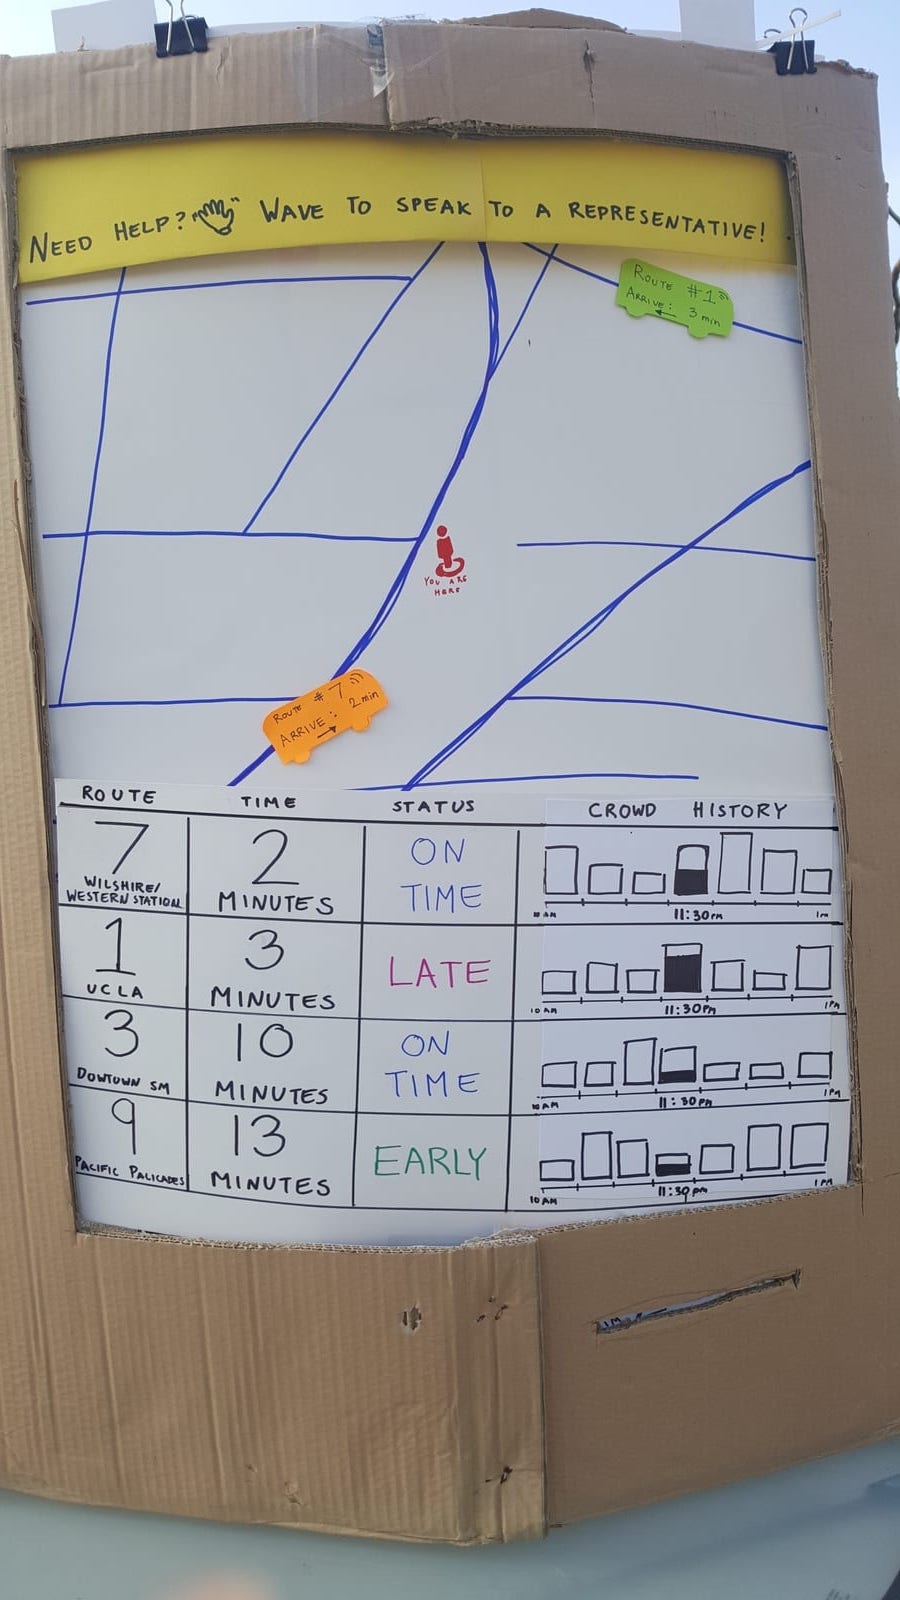 NEED HELP? WAVE TO SPEAK TO A REPRESENTATIVE!
ROUTE #1
ARRIVE: 3 min
←
YOU ARE
HERE
ROUTE #7
ARRIVE: 2 min
→
ROUTE TIME STATUS CROWD HISTORY
7 2 ON
WILSHIRE/
WESTERN STATION MINUTES TIME
10 AM 11:30PM 1PM
1 3 LATE
UCLA MINUTES
10 AM 11:30PM 1PM
3 10 ON
DOWTOWN SM MINUTES TIME
10 AM 11:30PM 1PM
9 13 EARLY
PACIFIC PALICADES MINUTES
10 AM 11:30pm 1 PM